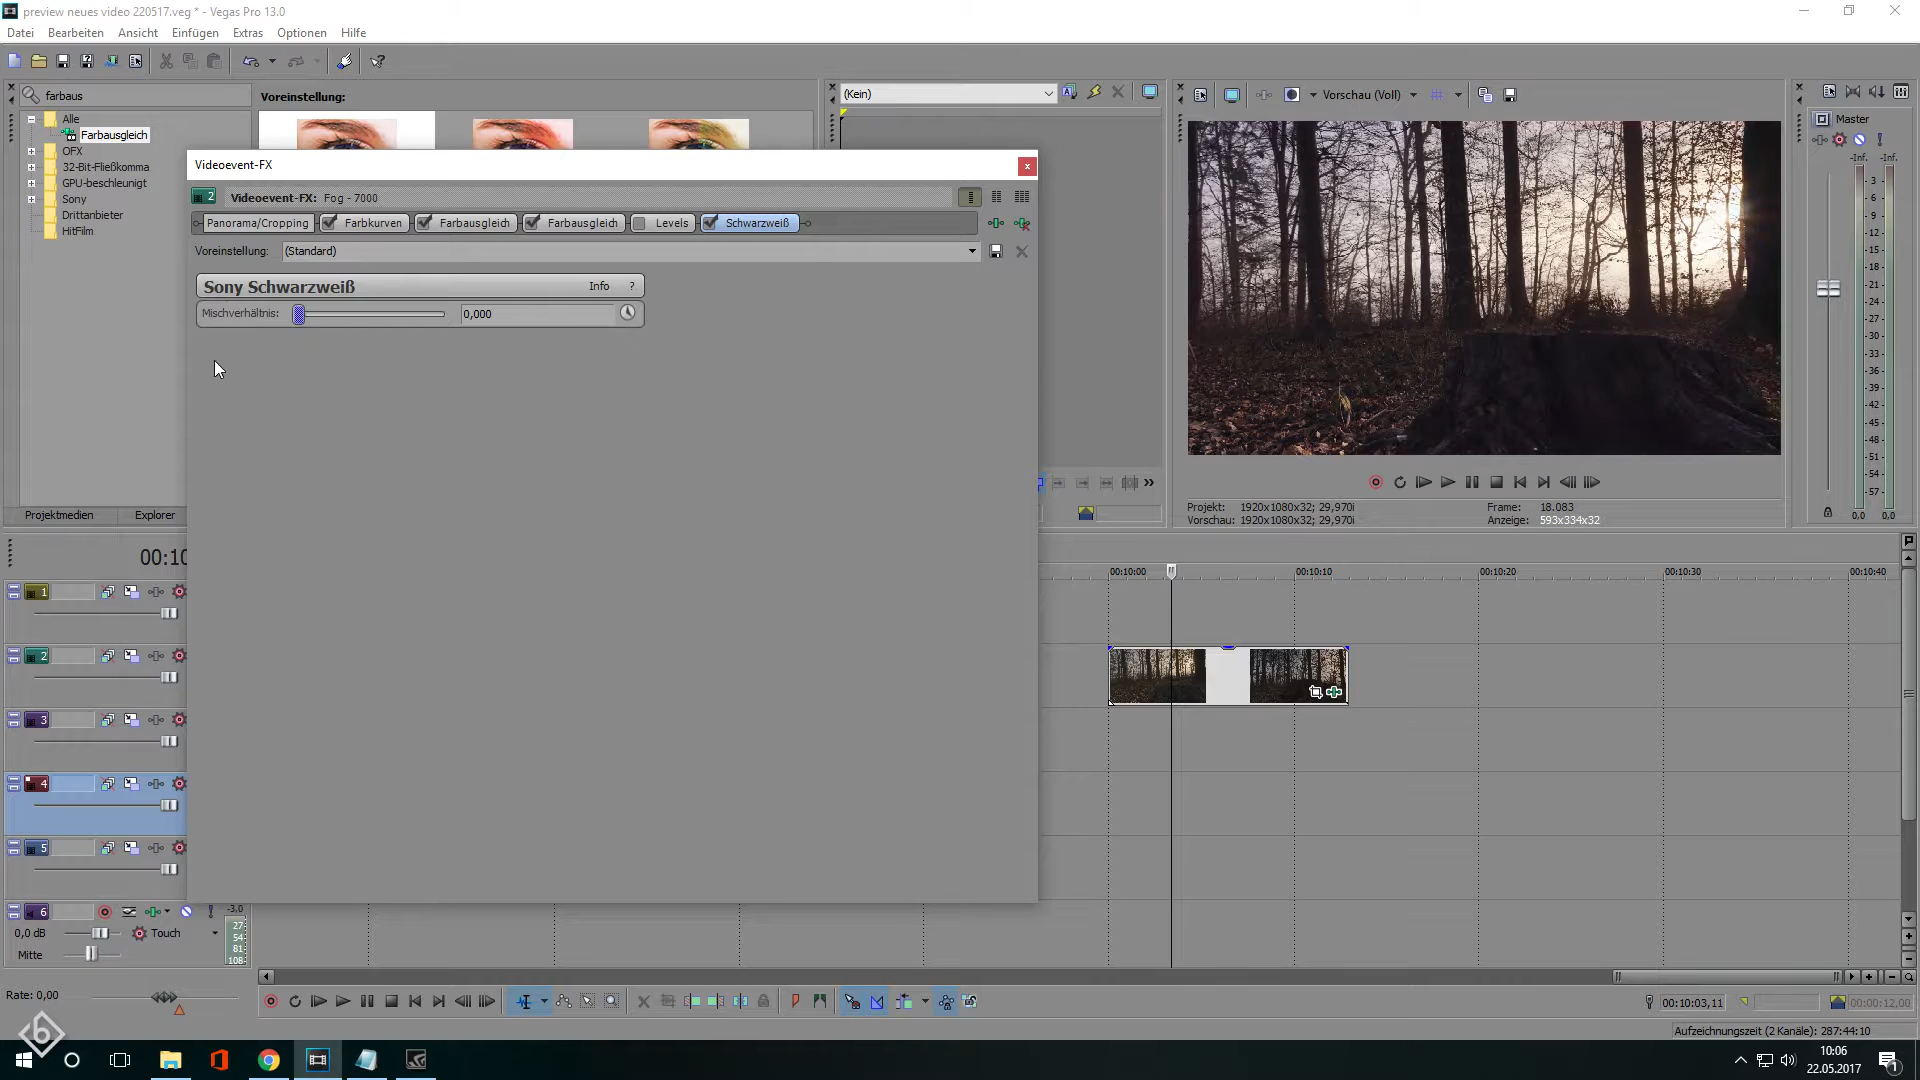 preview neues video 220517.veg * - Vegas Pro 13.0
Datei Bearbeiten Ansicht Einfügen Extras Optionen Hilfe
farbaus
Voreinstellung:
Alle
Farbausgleich
OFX
32-Bit-Fließkomma
GPU-beschleunigt
Sony
Drittanbieter
HitFilm
Projektmedien Explorer
Videoevent-FX
2 Videoevent-FX: Fog - 7000
Panorama/Cropping Farbkurven Farbausgleich Farbausgleich Levels Schwarzweiß
Voreinstellung: (Standard)
Sony Schwarzweiß Info ?
Mischverhältnis: 0,000
(Kein)
Vorschau (Voll)
Projekt: 1920x1080x32; 29,970i
Vorschau: 1920x1080x32; 29,970i
Frame: 18.083
Anzeige: 593x334x32
Master
-Inf. -Inf.
- 3 -
- 6 -
- 9 -
-12-
-15-
-18-
-21-
-24-
-27-
-30-
-33-
-36-
-39-
-42-
-45-
-48-
-51-
-54-
-57-
0,0 0,0
00:10
00:10:00 00:10:10 00:10:20 00:10:30 00:10:40
1
2
3
4
5
6
-3.0
27
54
81
108
0,0 dB Touch
Mitte
Rate: 0,00
00:10:03,11 00:00:12,00
Aufzeichnungszeit (2 Kanäle): 287:44:10
10:06
22.05.2017
1